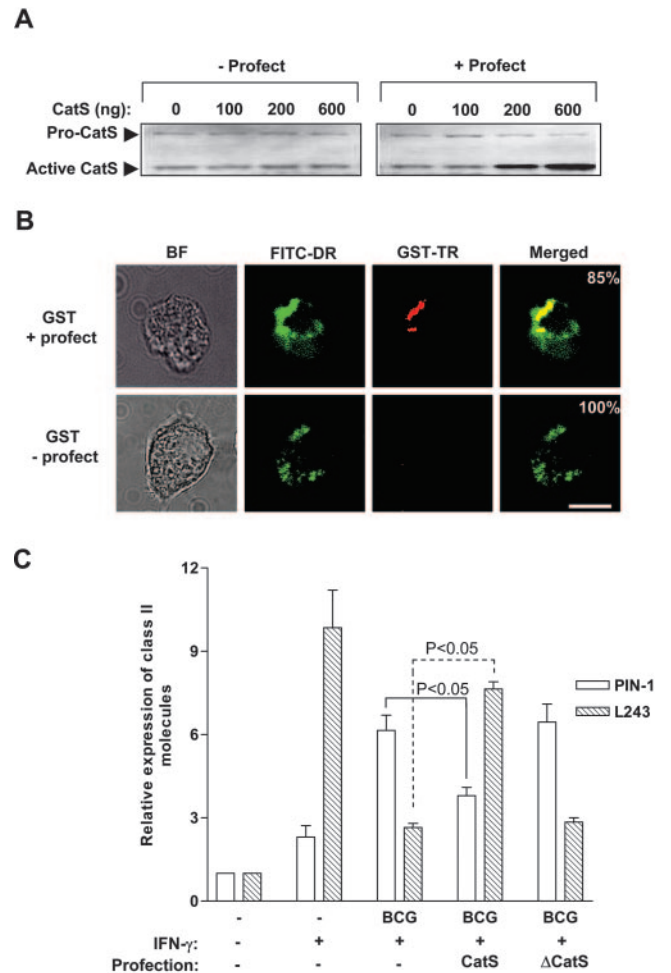 A
- Profect
+ Profect
CatS (ng): 0 100 200 600 0 100 200 600
Pro-CatS
Active CatS
B
BF FITC-DR GST-TR Merged
GST + profect
85%
GST - profect
100%
C
Relative expression of class II molecules
12
9
6
3
0
P<0.05
P<0.05
PIN-1
L243
- - BCG BCG BCG
IFN-γ: - + + + +
Profection: - - - CatS ΔCatS